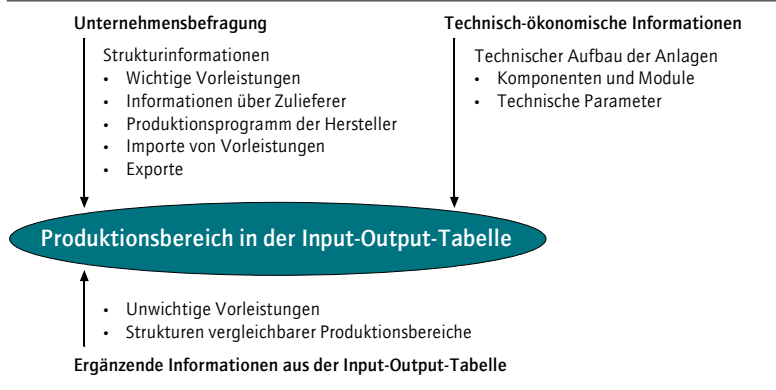 Unternehmensbefragung
Strukturinformationen
• Wichtige Vorleistungen
• Informationen über Zulieferer
• Produktionsprogramm der Hersteller
• Importe von Vorleistungen
• Exporte
Technisch-ökonomische Informationen
Technischer Aufbau der Anlagen
• Komponenten und Module
• Technische Parameter
Produktionsbereich in der Input-Output-Tabelle
• Unwichtige Vorleistungen
• Strukturen vergleichbarer Produktionsbereiche
Ergänzende Informationen aus der Input-Output-Tabelle